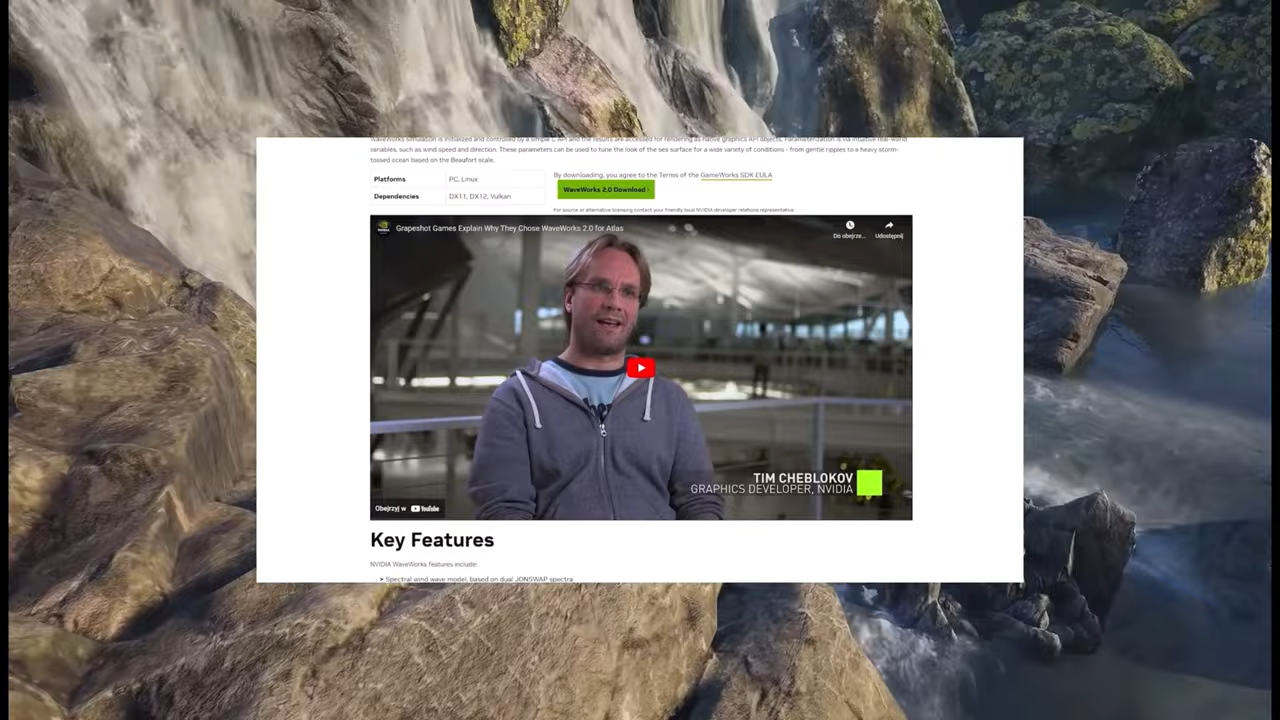 WaveWorks simulation is initialized and controlled by a simple C API and the results are accessed for rendering as native graphics API objects. Parameterization is via intuitive real-world
variables, such as wind speed and direction. These parameters can be used to tune the look of the sea surface for a wide variety of conditions - from gentle ripples to a heavy storm-
tossed ocean based on the Beaufort scale.
Platforms PC, Linux
Dependencies DX11, DX12, Vulkan
By downloading, you agree to the Terms of the GameWorks SDK EULA
WaveWorks 2.0 Download ›
For source or alternative licensing contact your friendly local NVIDIA developer relations representative
Grapeshot Games Explain Why They Chose WaveWorks 2.0 for Atlas
Do obejrze... Udostępnij
TIM CHEBLOKOV
GRAPHICS DEVELOPER, NVIDIA
Obejrzyj w YouTube
Key Features
NVIDIA WaveWorks features include:
➤ Spectral wind wave model, based on dual JONSWAP spectra